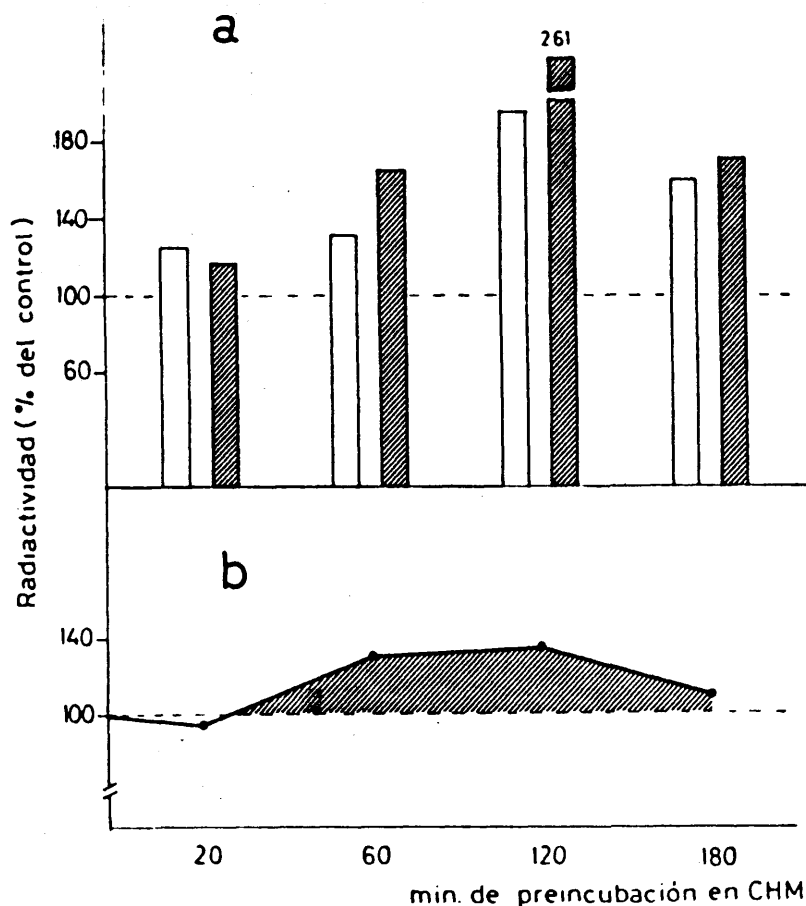 a
261
180
140
100
60
Radiactividad (% del control)
b
140
100
20 60 120 180
min. de preincubación en CHM